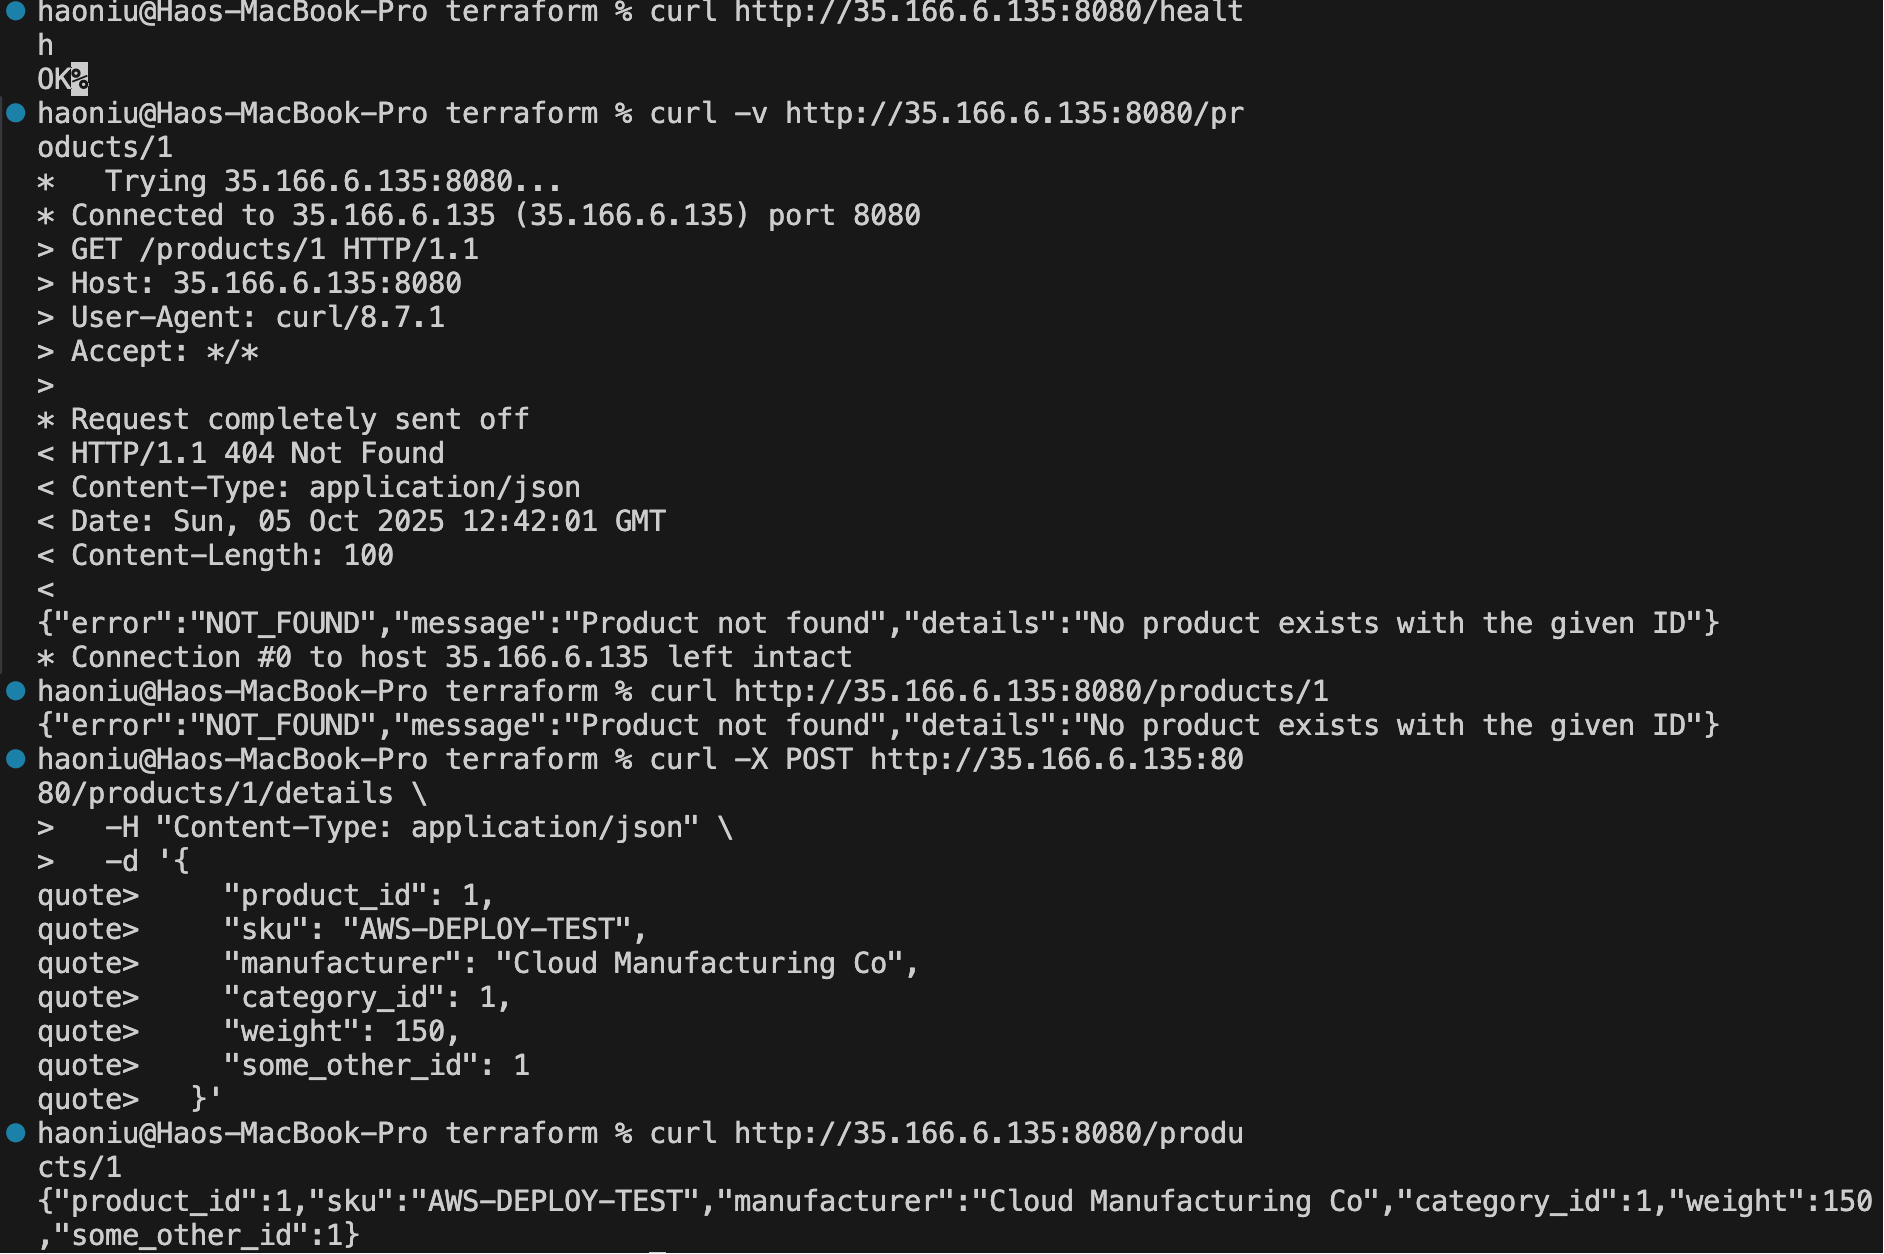 haoniu@Haos-MacBook-Pro terraform % curl http://35.166.6.135:8080/healt
h
OK%
haoniu@Haos-MacBook-Pro terraform % curl -v http://35.166.6.135:8080/pr
oducts/1
*   Trying 35.166.6.135:8080...
* Connected to 35.166.6.135 (35.166.6.135) port 8080
> GET /products/1 HTTP/1.1
> Host: 35.166.6.135:8080
> User-Agent: curl/8.7.1
> Accept: */*
>
* Request completely sent off
< HTTP/1.1 404 Not Found
< Content-Type: application/json
< Date: Sun, 05 Oct 2025 12:42:01 GMT
< Content-Length: 100
<
{"error":"NOT_FOUND","message":"Product not found","details":"No product exists with the given ID"}
* Connection #0 to host 35.166.6.135 left intact
haoniu@Haos-MacBook-Pro terraform % curl http://35.166.6.135:8080/products/1
{"error":"NOT_FOUND","message":"Product not found","details":"No product exists with the given ID"}
haoniu@Haos-MacBook-Pro terraform % curl -X POST http://35.166.6.135:80
80/products/1/details \
>   -H "Content-Type: application/json" \
>   -d '{
quote>     "product_id": 1,
quote>     "sku": "AWS-DEPLOY-TEST",
quote>     "manufacturer": "Cloud Manufacturing Co",
quote>     "category_id": 1,
quote>     "weight": 150,
quote>     "some_other_id": 1
quote>   }'
haoniu@Haos-MacBook-Pro terraform % curl http://35.166.6.135:8080/produ
cts/1
{"product_id":1,"sku":"AWS-DEPLOY-TEST","manufacturer":"Cloud Manufacturing Co","category_id":1,"weight":150
,"some_other_id":1}